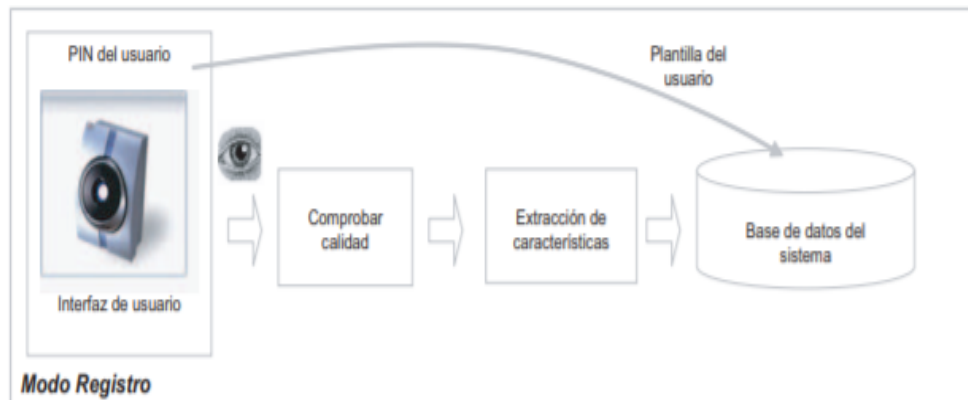 PIN del usuario
Plantilla del
usuario
Comprobar
calidad
Extracción de
características
Base de datos del
sistema
Interfaz de usuario
Modo Registro